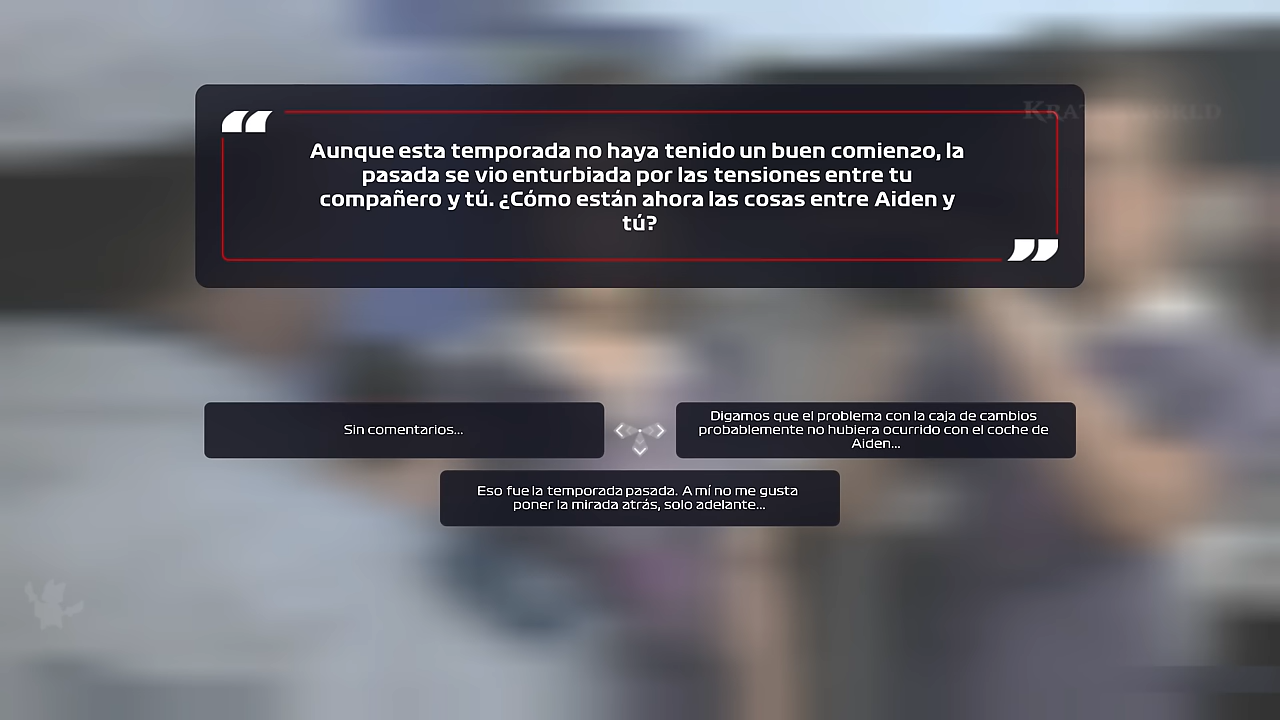 Aunque esta temporada no haya tenido un buen comienzo, la
pasada se vio enturbiada por las tensiones entre tu
compañero y tú. ¿Cómo están ahora las cosas entre Aiden y
tú?
Sin comentarios...
Digamos que el problema con la caja de cambios
probablemente no hubiera ocurrido con el coche de
Aiden...
Eso fue la temporada pasada. A mí no me gusta
poner la mirada atrás, solo adelante...